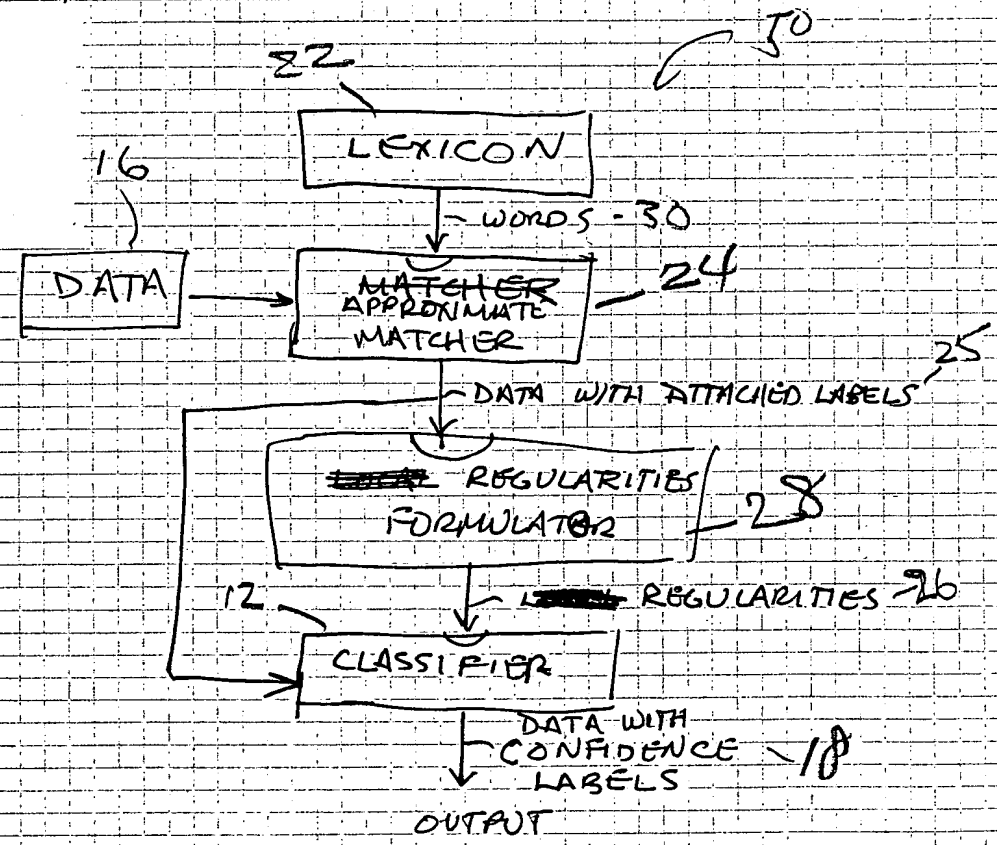 50
22
LEXICON
16
WORDS - 30
DATA
MATCHER
APPROXIMATE
MATCHER
24
DATA WITH ATTACHED LABELS 25
REGULARITIES
FORMULATOR
28
REGULARITIES 26
12
CLASSIFIER
DATA WITH
CONFIDENCE
LABELS
18
OUTPUT